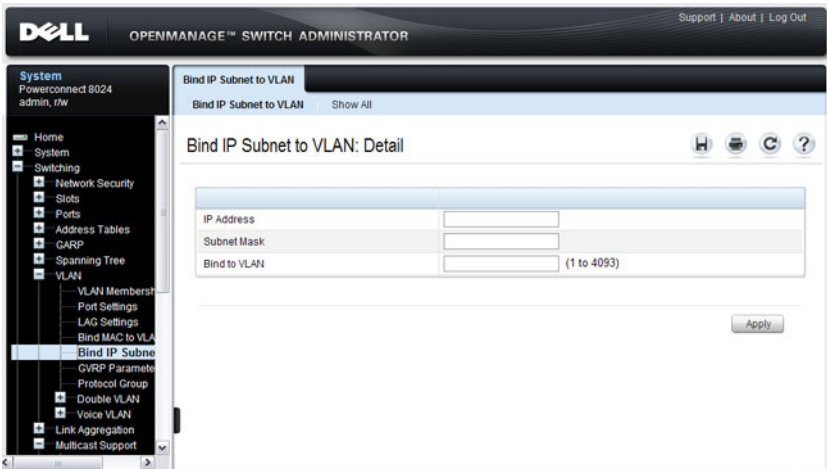 Support | About | Log Out
DELL
OPENMANAGE™ SWITCH ADMINISTRATOR
System
Powerconnect 8024
admin, r/w
Home
System
Switching
Network Security
Slots
Ports
Address Tables
GARP
Spanning Tree
VLAN
VLAN Membersh
Port Settings
LAG Settings
Bind MAC to VLA
Bind IP Subne
GVRP Paramete
Protocol Group
Double VLAN
Voice VLAN
Link Aggregation
Multicast Support
Bind IP Subnet to VLAN
Bind IP Subnet to VLAN Show All
Bind IP Subnet to VLAN: Detail
?
IP Address
Subnet Mask
Bind to VLAN (1 to 4093)
Apply